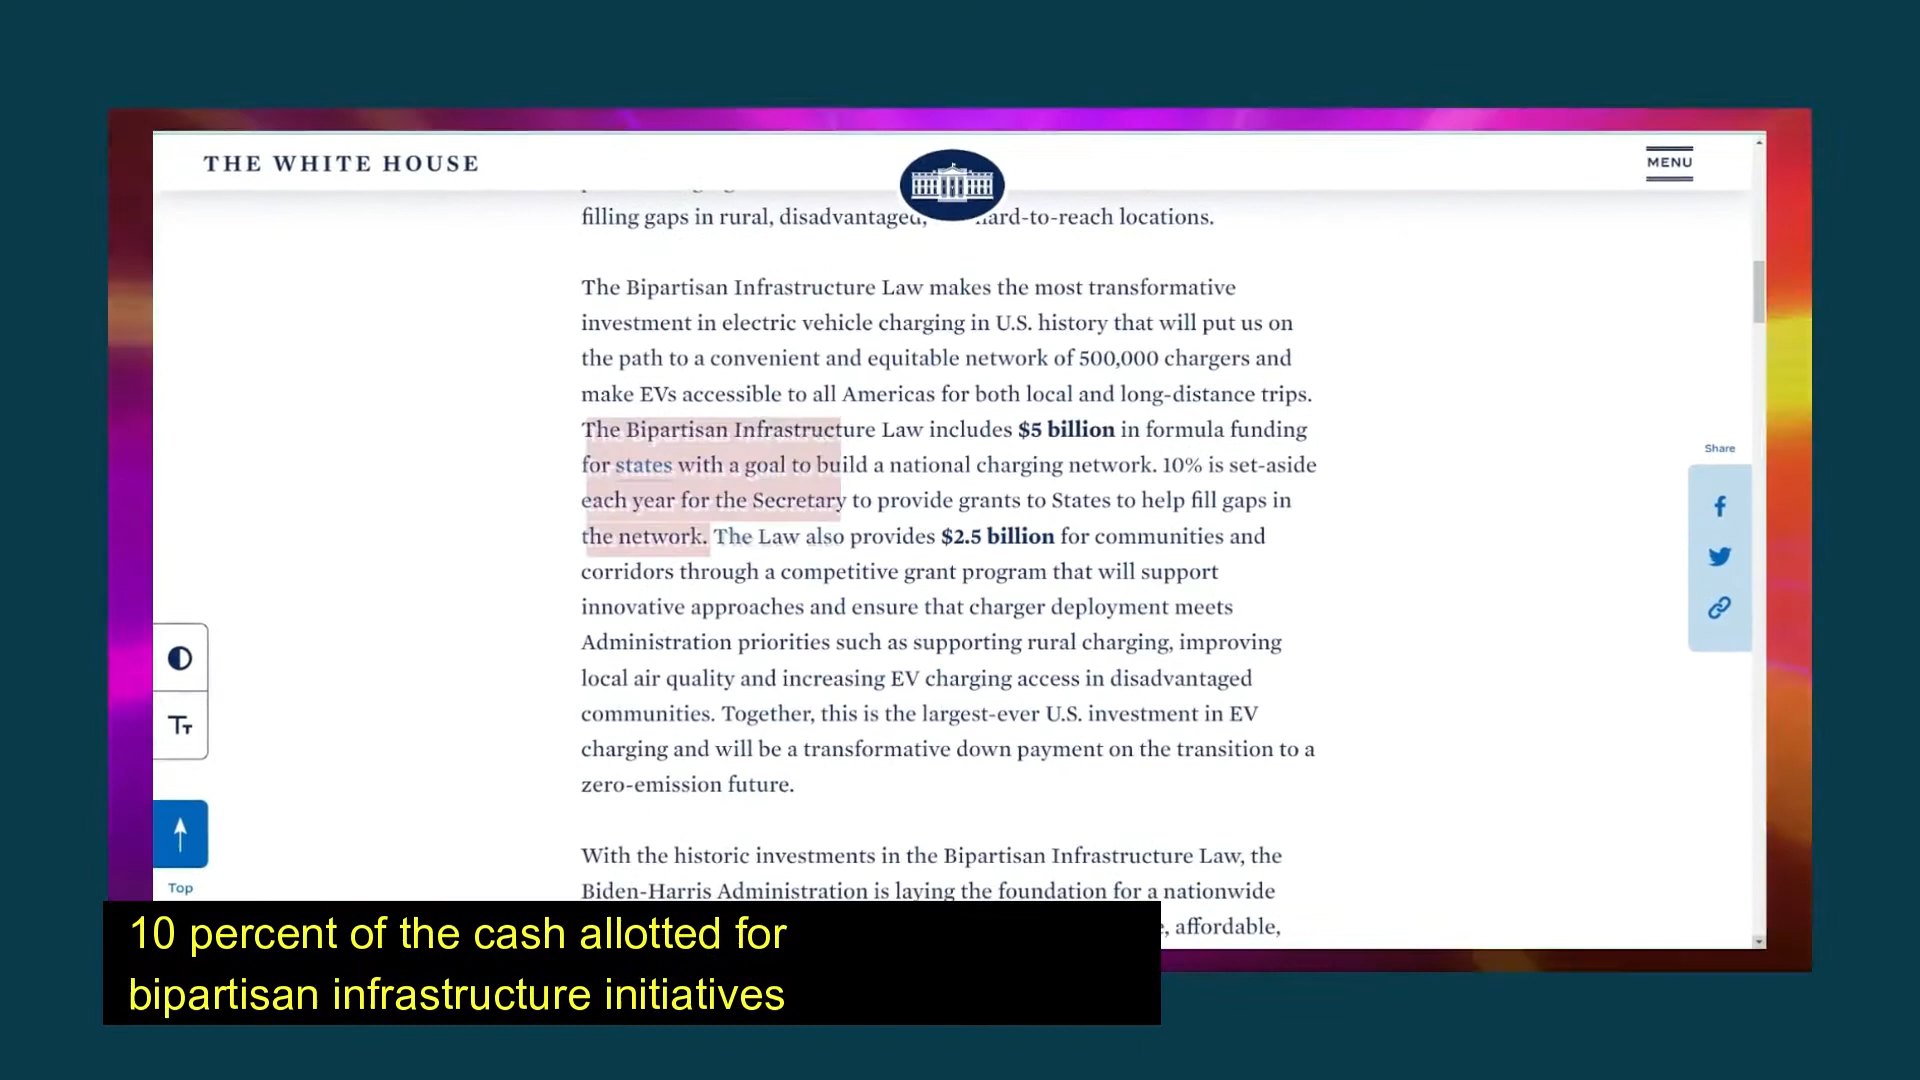 THE WHITE HOUSE
MENU
filling gaps in rural, disadvantaged, hard-to-reach locations.
The Bipartisan Infrastructure Law makes the most transformative
investment in electric vehicle charging in U.S. history that will put us on
the path to a convenient and equitable network of 500,000 chargers and
make EVs accessible to all Americas for both local and long-distance trips.
The Bipartisan Infrastructure Law includes $5 billion in formula funding
for states with a goal to build a national charging network. 10% is set-aside
each year for the Secretary to provide grants to States to help fill gaps in
the network. The Law also provides $2.5 billion for communities and
corridors through a competitive grant program that will support
innovative approaches and ensure that charger deployment meets
Administration priorities such as supporting rural charging, improving
local air quality and increasing EV charging access in disadvantaged
communities. Together, this is the largest-ever U.S. investment in EV
charging and will be a transformative down payment on the transition to a
zero-emission future.
With the historic investments in the Bipartisan Infrastructure Law, the
Biden-Harris Administration is laying the foundation for a nationwide
, affordable,
Share
Tт
Top
10 percent of the cash allotted for
bipartisan infrastructure initiatives